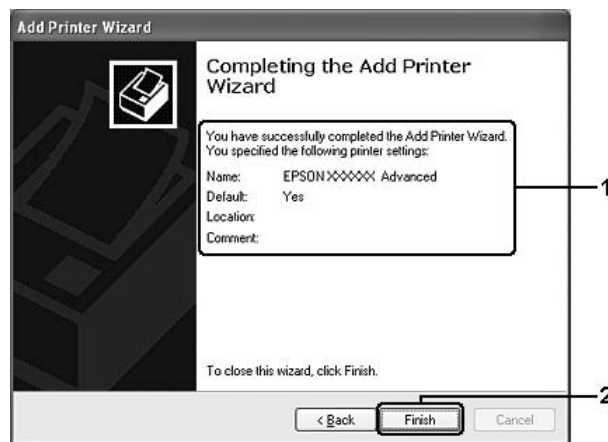 Add Printer Wizard
Completing the Add Printer
Wizard
You have successfully completed the Add Printer Wizard.
You specified the following printer settings:
Name: EPSON XXXXXX Advanced
Default: Yes
Location:
Comment:
1
To close this wizard, click Finish.
2
< Back Finish Cancel